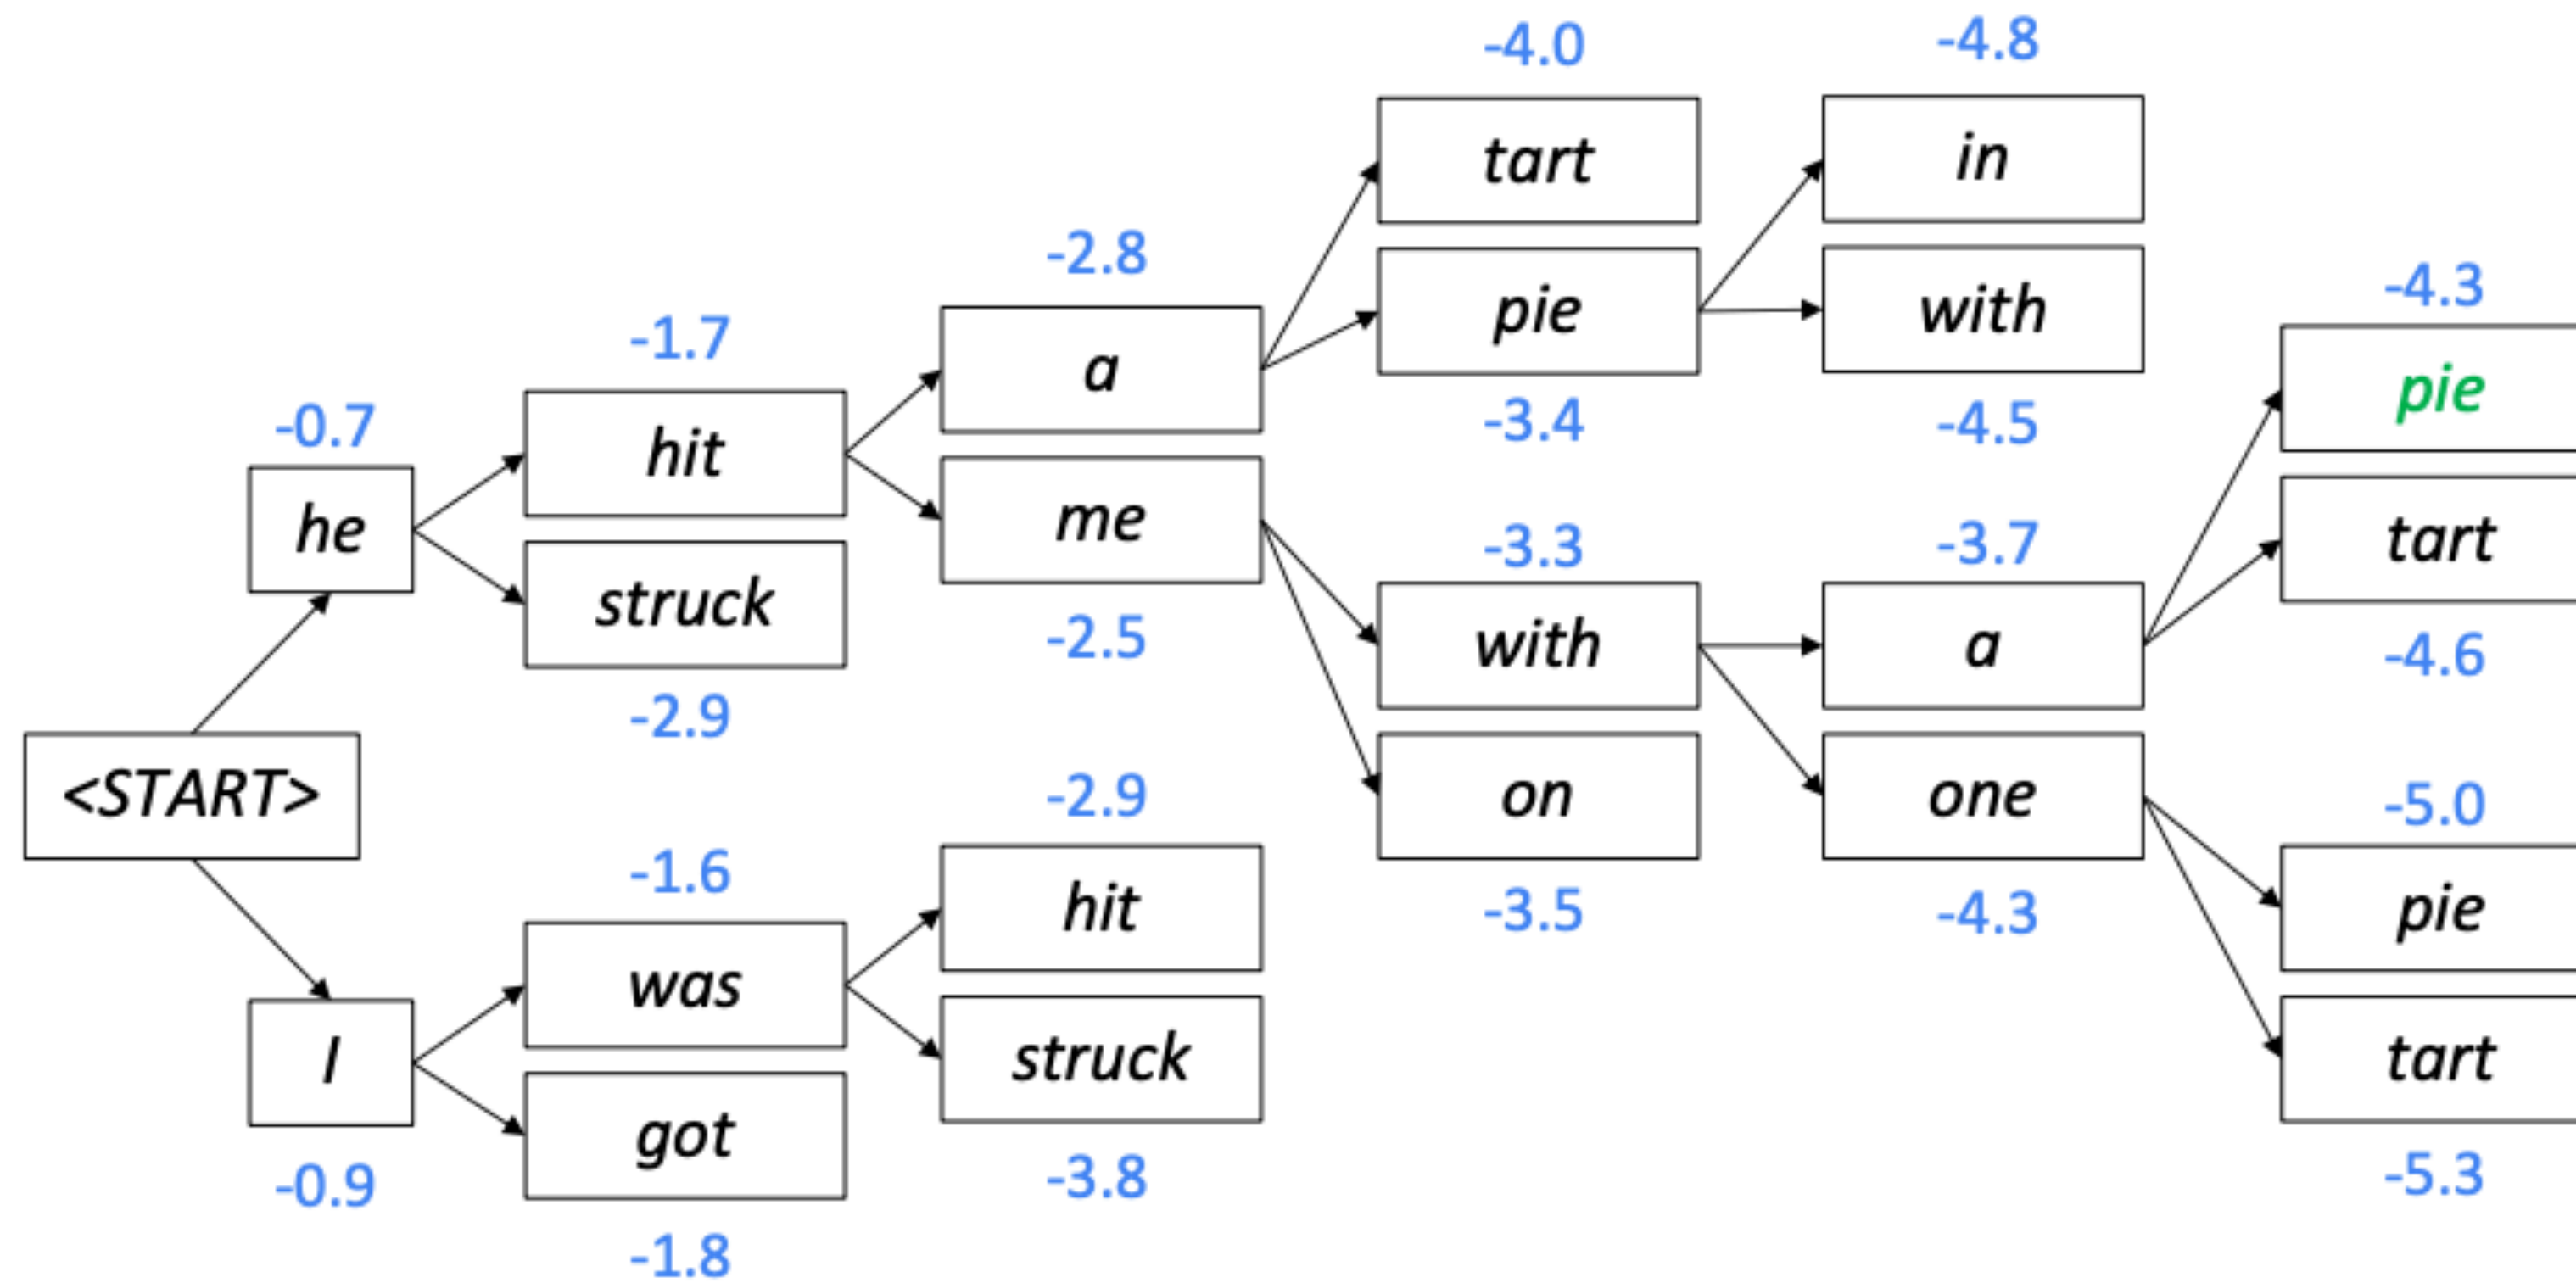 -4.0
-4.8
tart
in
-2.8
pie
with
-4.3
-1.7
a
pie
-0.7
hit
-3.4
-4.5
he
me
-3.3
-3.7
tart
struck
-2.5
with
a
-4.6
-2.9
<START>
-2.9
on
one
-5.0
-1.6
hit
-3.5
-4.3
pie
was
I
struck
tart
got
-0.9
-3.8
-5.3
-1.8